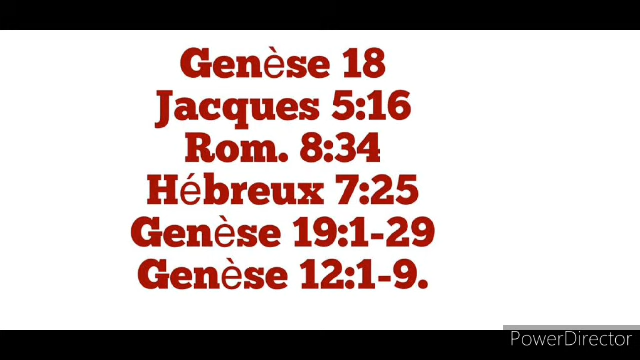 Genèse 18
Jacques 5:16
Rom. 8:34
Hébreux 7:25
Genèse 19:1-29
Genèse 12:1-9.
PowerDirector